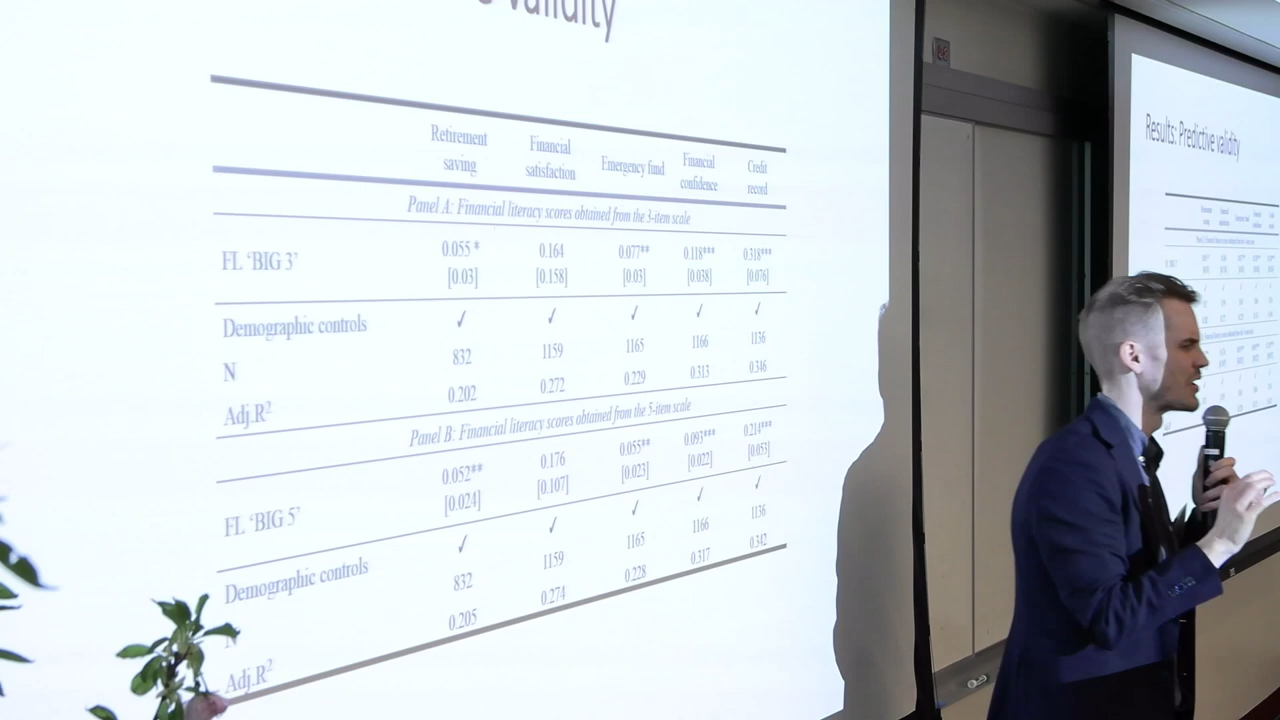 validity
Retirement saving Financial satisfaction Emergency fund Financial confidence Credit record
Panel A: Financial literacy scores obtained from the 3-item scale
FL ‘BIG 3’ 0.055 * 0.164 0.077** 0.118*** 0.318***
[0.03] [0.158] [0.03] [0.038] [0.076]
Demographic controls ✓ ✓ ✓ ✓ ✓
N 832 1159 1165 1166 1136
Adj.R² 0.202 0.272 0.229 0.313 0.346
Panel B: Financial literacy scores obtained from the 5-item scale
FL ‘BIG 5’ 0.052** 0.176 0.055** 0.093*** 0.214***
[0.024] [0.107] [0.023] [0.022] [0.053]
Demographic controls ✓ ✓ ✓ ✓ ✓
N 832 1159 1165 1166 1136
Adj.R² 0.205 0.274 0.228 0.317 0.342
Results: Predictive validity